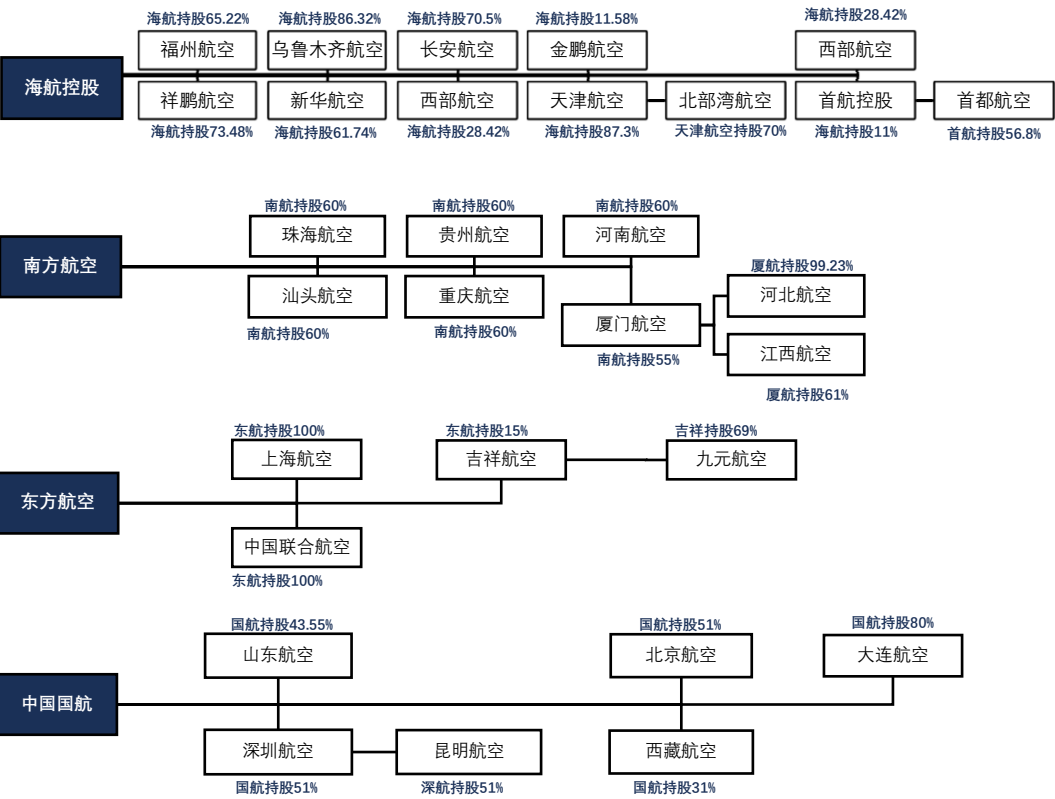 海航持股65.22%
海航持股86.32%
海航持股70.5%
海航持股11.58%
海航持股28.42%
福州航空
乌鲁木齐航空
长安航空
金鹏航空
西部航空
海航控股
祥鹏航空
新华航空
西部航空
天津航空
北部湾航空
首航控股
首都航空
海航持股73.48%
海航持股61.74%
海航持股28.42%
海航持股87.3%
天津航空持股70%
海航持股11%
首航持股56.8%
南航持股60%
南航持股60%
南航持股60%
珠海航空
贵州航空
河南航空
南方航空
厦航持股99.23%
汕头航空
重庆航空
河北航空
厦门航空
南航持股60%
南航持股60%
江西航空
南航持股55%
厦航持股61%
东航持股100%
东航持股15%
吉祥持股69%
上海航空
吉祥航空
九元航空
东方航空
中国联合航空
东航持股100%
国航持股43.55%
国航持股51%
国航持股80%
山东航空
北京航空
大连航空
中国国航
深圳航空
昆明航空
西藏航空
国航持股51%
深航持股51%
国航持股31%